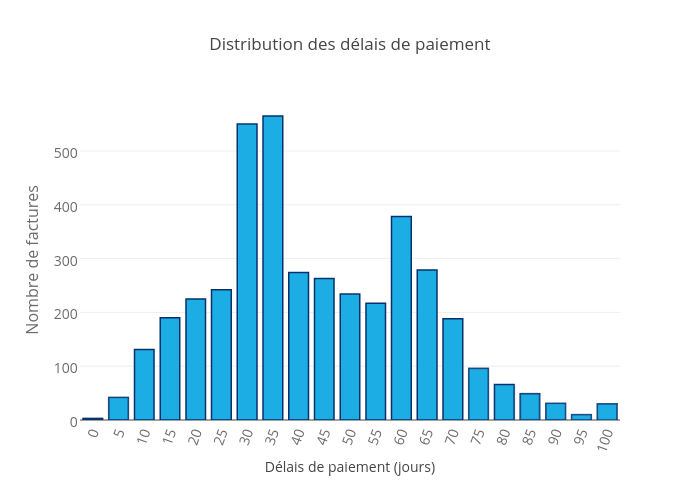 Distribution des délais de paiement
Nombre de factures
500
400
300
200
100
0
0 5 10 15 20 25 30 35 40 45 50 55 60 65 70 75 80 85 90 95 100
Délais de paiement (jours)